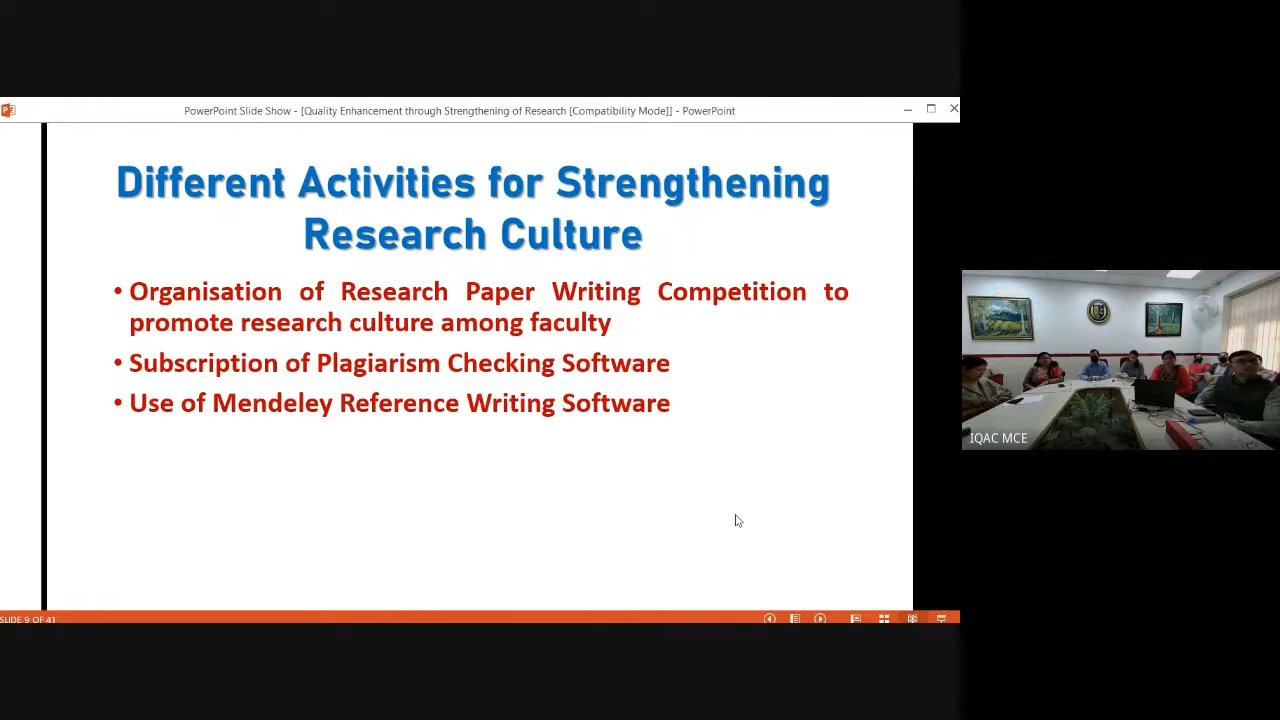 PowerPoint Slide Show - [Quality Enhancement through Strengthening of Research [Compatibility Mode]] - PowerPoint
Different Activities for Strengthening
Research Culture
• Organisation of Research Paper Writing Competition to
promote research culture among faculty
• Subscription of Plagiarism Checking Software
• Use of Mendeley Reference Writing Software
IQAC MCE
SLIDE 9 OF 41